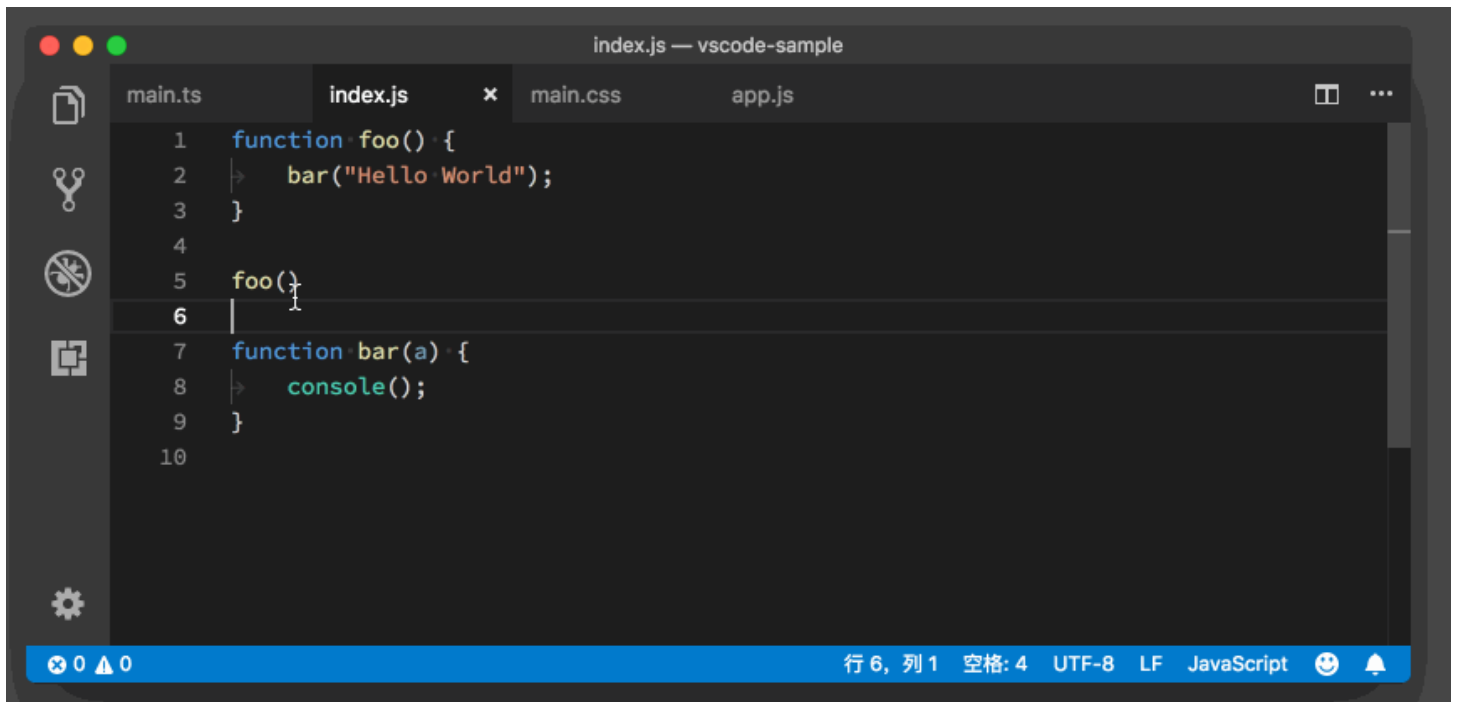 index.js — vscode-sample
main.ts index.js × main.css app.js
1 function foo() {
2     bar("Hello World");
3 }
4
5 foo()
6
7 function bar(a) {
8     console();
9 }
10
0 0 行 6，列 1 空格: 4 UTF-8 LF JavaScript